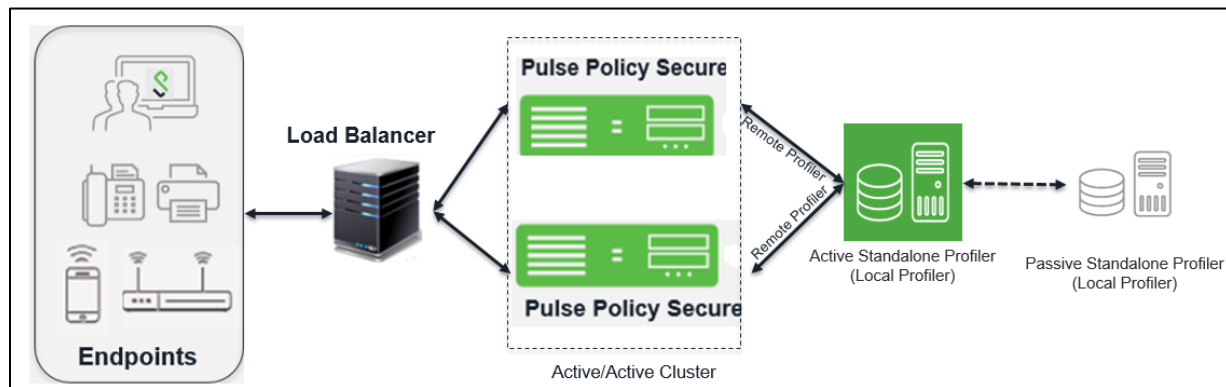 Endpoints
Load Balancer
Pulse Policy Secure
Pulse Policy Secure
Active/Active Cluster
Remote Profiler
Remote Profiler
Active Standalone Profiler
(Local Profiler)
Passive Standalone Profiler
(Local Profiler)